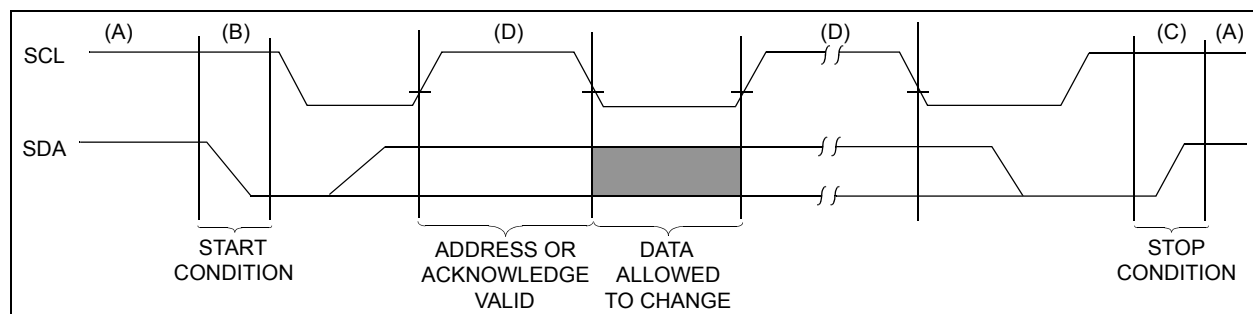 (A) (B) (D) (D) (C) (A)
SCL
SDA
START
CONDITION
ADDRESS OR
ACKNOWLEDGE
VALID
DATA
ALLOWED
TO CHANGE
STOP
CONDITION